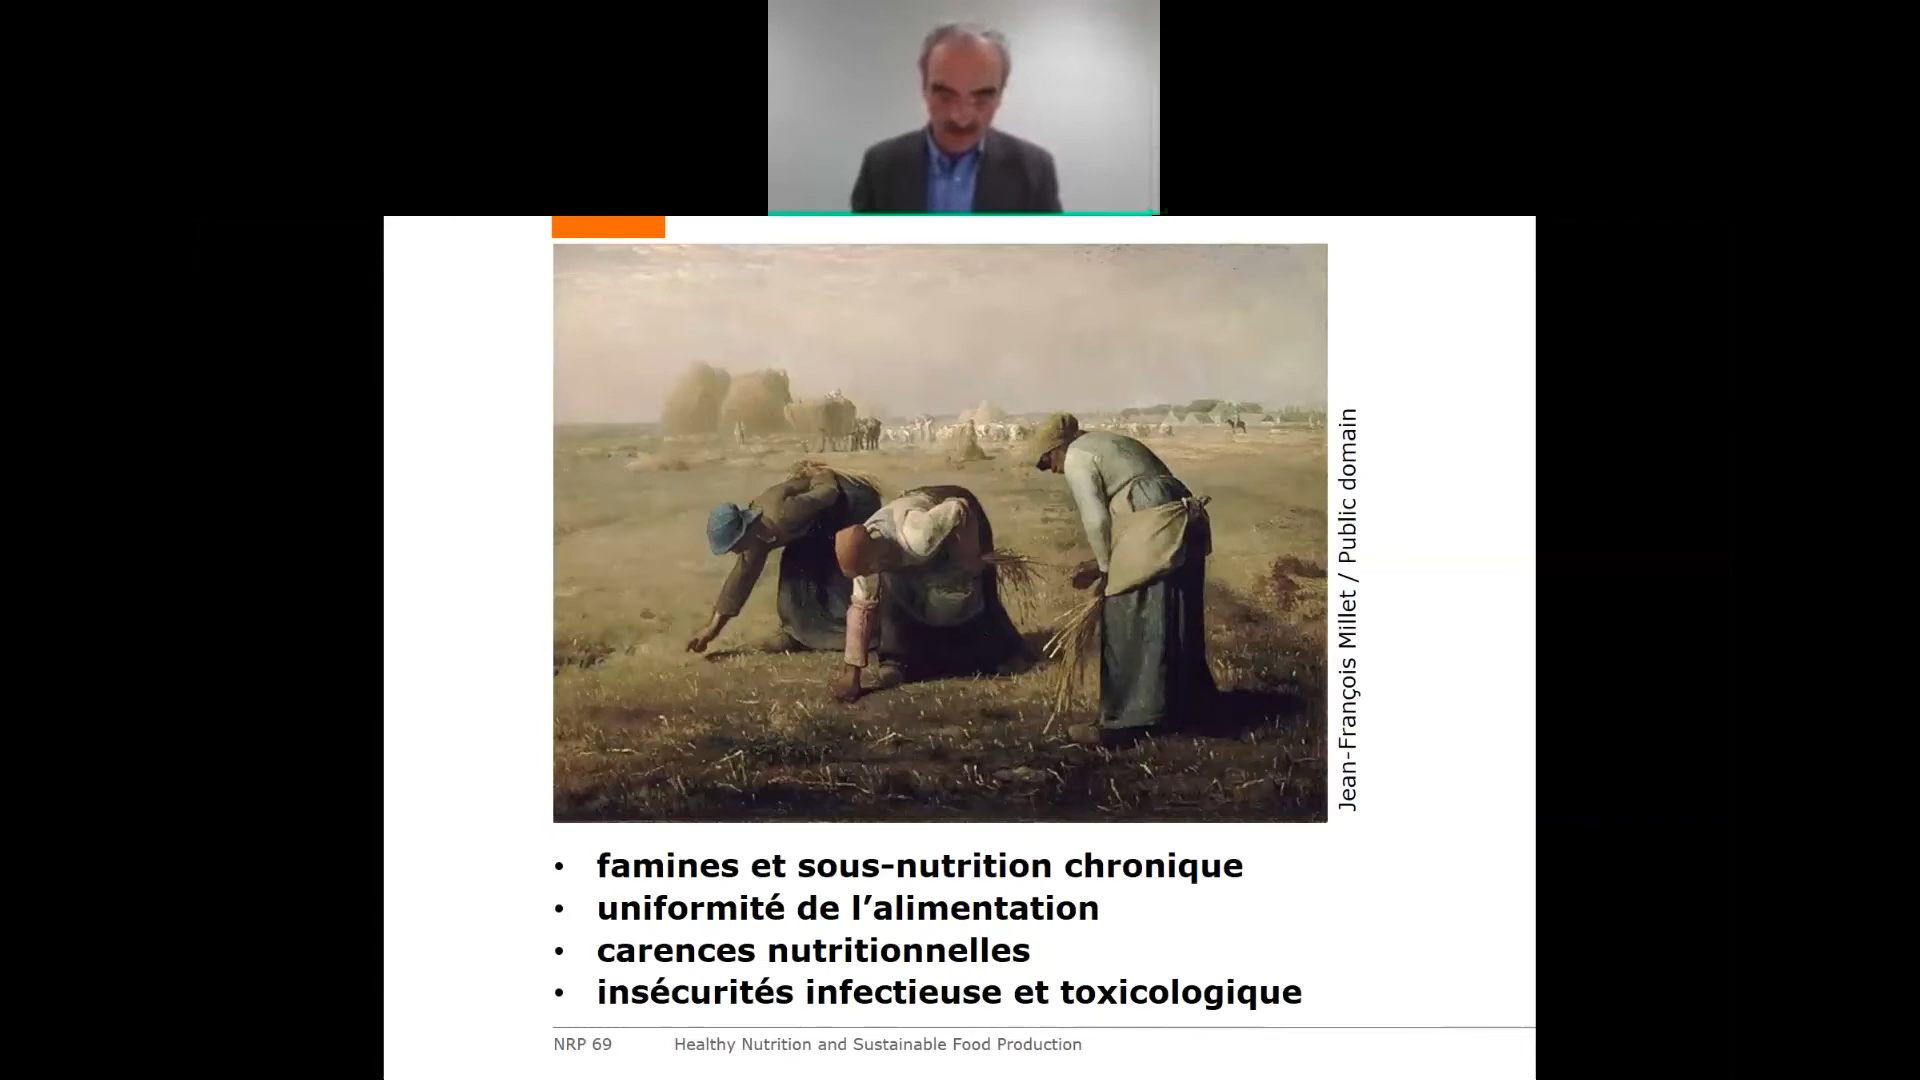 Jean-François Millet / Public domain
• famines et sous-nutrition chronique
• uniformité de l’alimentation
• carences nutritionnelles
• insécurités infectieuse et toxicologique
NRP 69 Healthy Nutrition and Sustainable Food Production